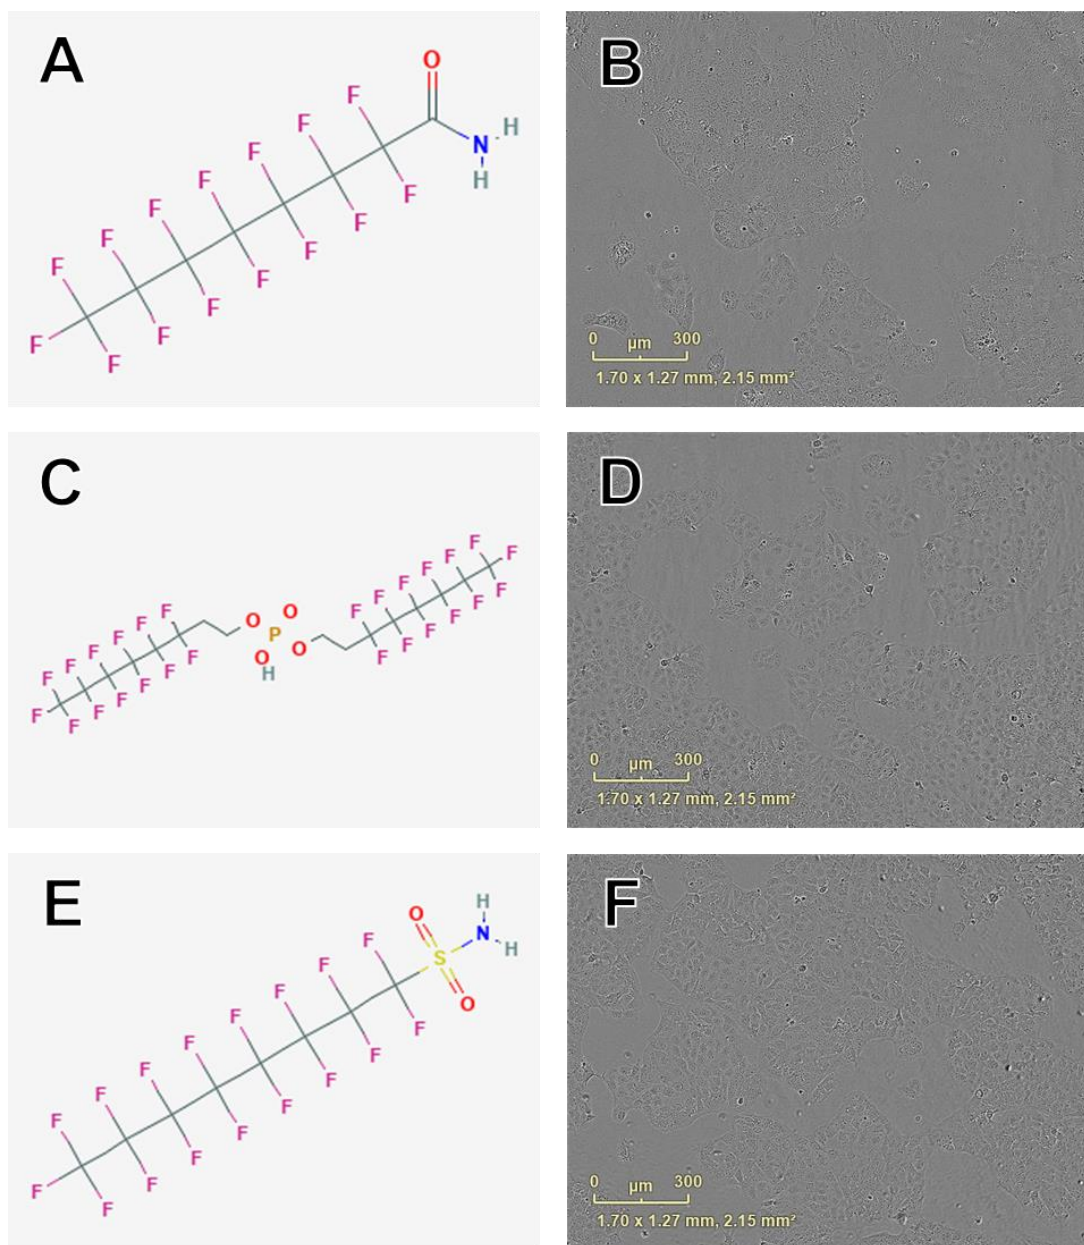 A
O
F
F H
F N
F H
F F
F F
F F
F F
F
F
F
F
F
B
0 µm 300
1.70 x 1.27 mm, 2.15 mm²
C
F F F F F F F
F F F F F F
O O
P
O O
H
F F F F F F
F F F F F F
F
D
0 µm 300
1.70 x 1.27 mm, 2.15 mm²
E
H
O N
F S H
F O
F F
F F
F F
F F
F F
F F
F F
F
F
F
0 µm 300
1.70 x 1.27 mm, 2.15 mm²